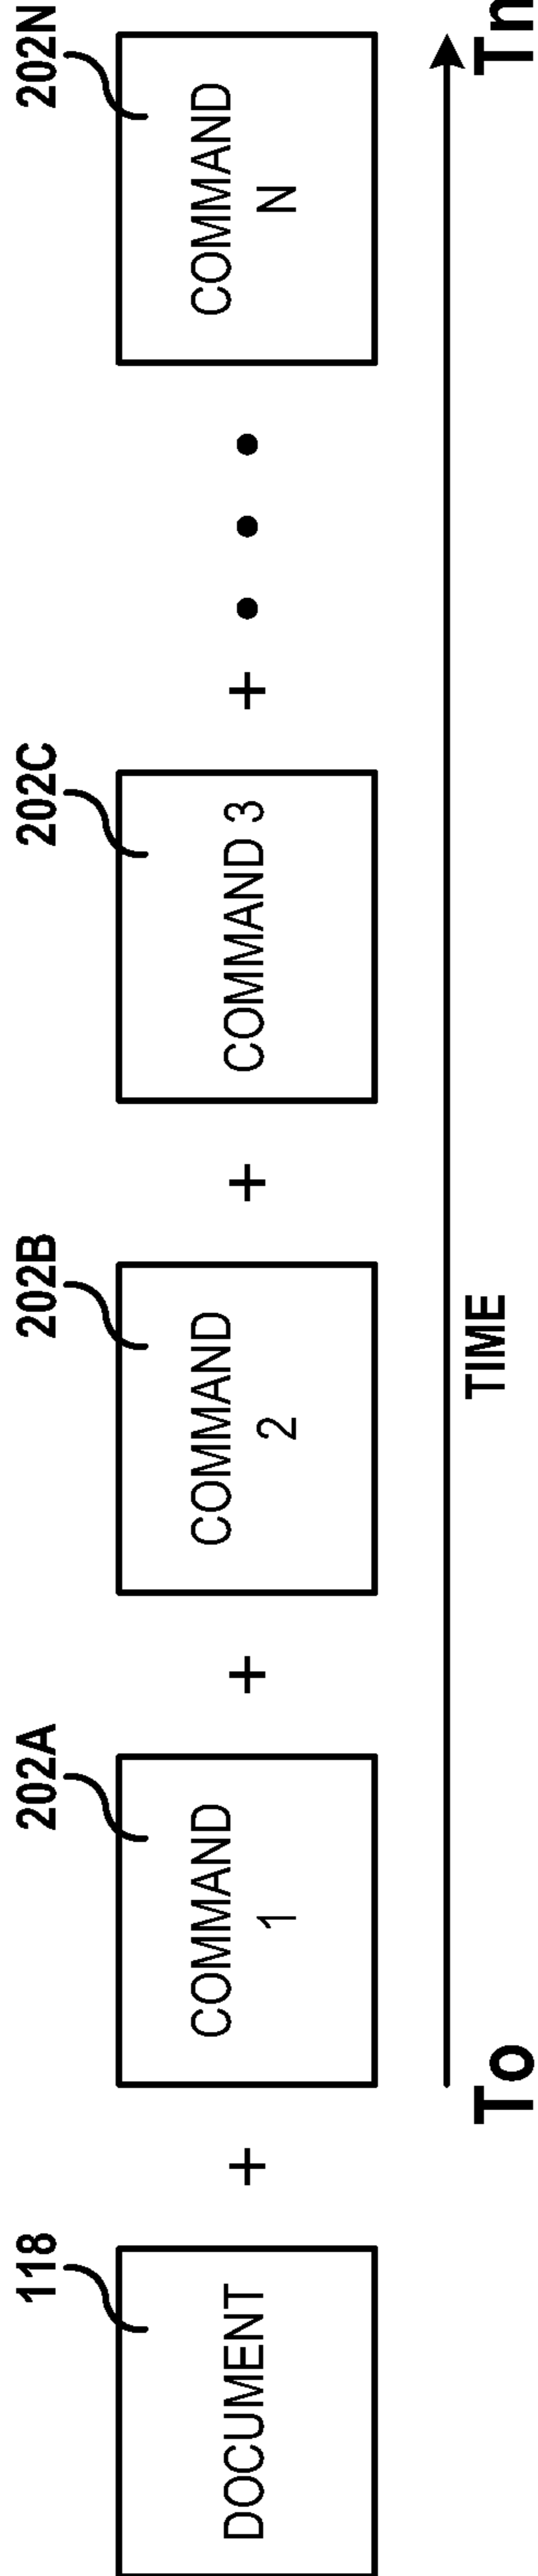 118
202A
202B
202C
202N
DOCUMENT
+
COMMAND
1
+
COMMAND
2
+
COMMAND 3
+
• • •
COMMAND
N
To
TIME
Tn